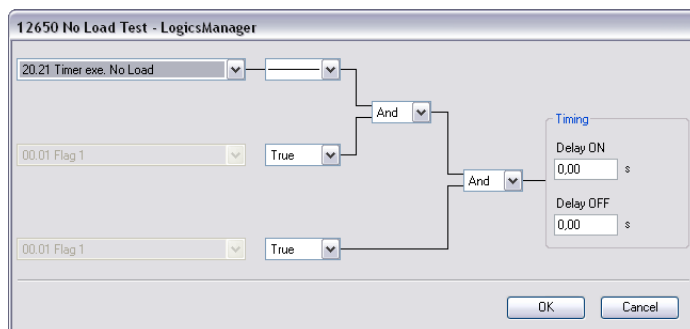 12650 No Load Test - LogicsManager
20.21 Timer exe. No Load
And
Timing
00.01 Flag 1 True
Delay ON
0,00 s
And
Delay OFF
0,00 s
00.01 Flag 1 True
OK Cancel